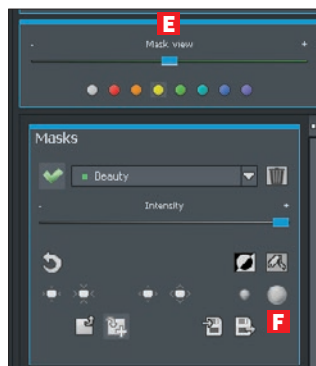 E
- Mask view +
Masks
Beauty
- Intensity +
F